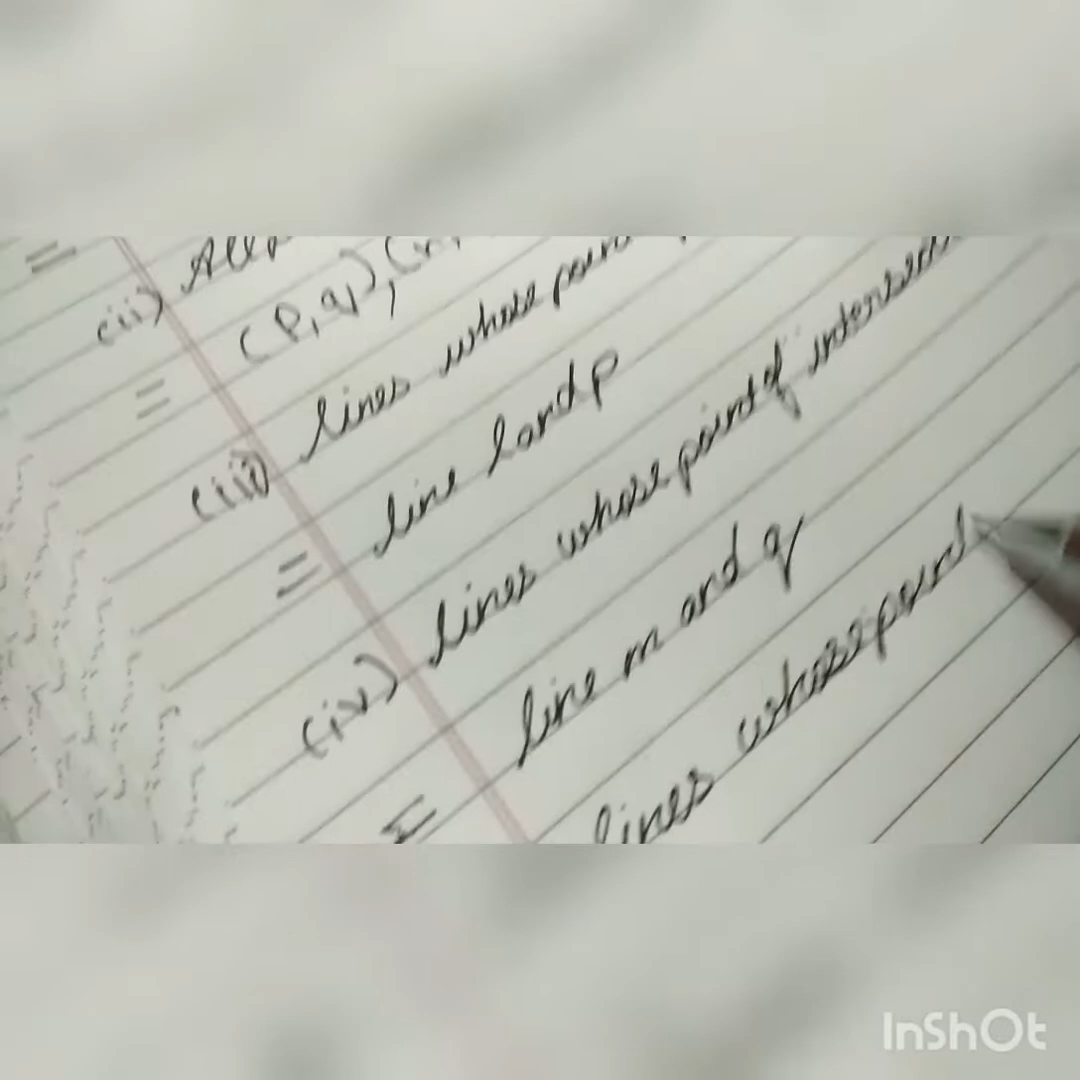 =
(ii) All
(P, q), (n,
=
(iii) lines whose point
= line l and p
(iv) lines whose point of intersection
= line m and q
lines whose point
InShOt